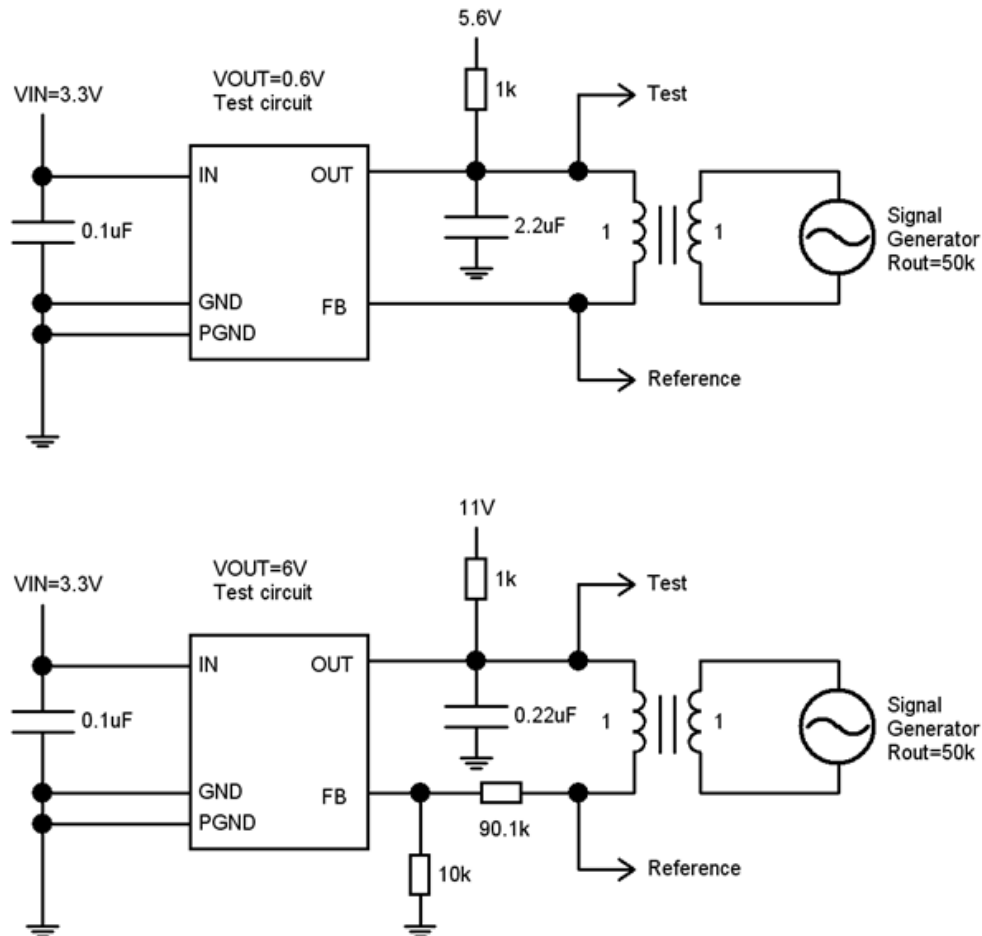 5.6V
VOUT=0.6V
Test circuit
1k
Test
VIN=3.3V
IN
OUT
0.1uF
2.2uF
1
1
Signal
Generator
Rout=50k
GND
FB
PGND
Reference
11V
VOUT=6V
Test circuit
1k
Test
VIN=3.3V
IN
OUT
0.1uF
0.22uF
1
1
Signal
Generator
Rout=50k
GND
FB
PGND
90.1k
10k
Reference